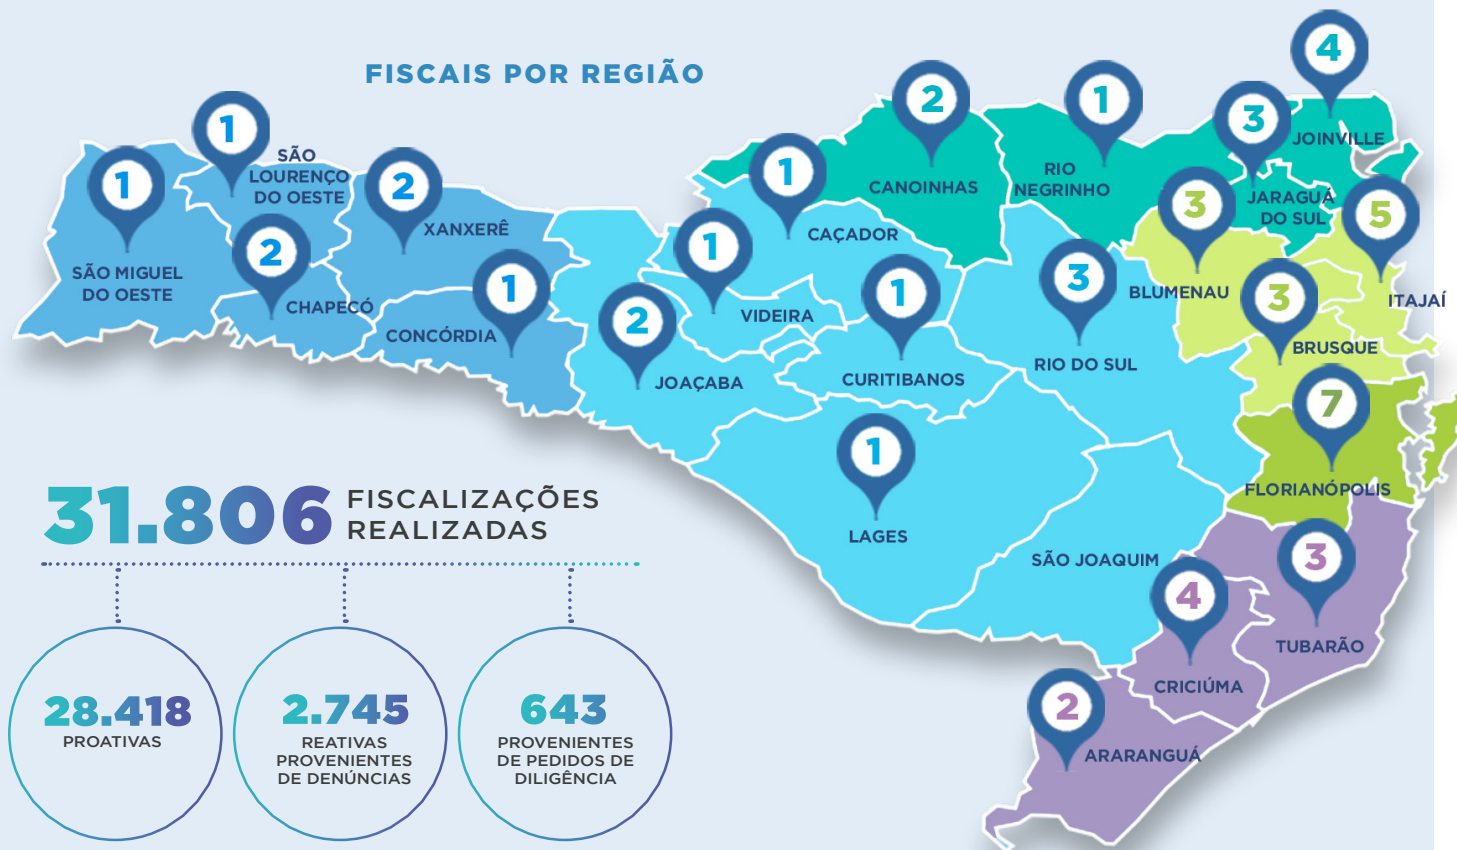 FISCAIS POR REGIÃO
1
SÃO MIGUEL
DO OESTE
1
SÃO
LOURENÇO
DO OESTE
2
CHAPECÓ
2
XANXERÊ
1
CONCÓRDIA
2
JOAÇABA
1
VIDEIRA
1
CAÇADOR
1
CURITIBANOS
1
LAGES
SÃO JOAQUIM
3
RIO DO SUL
2
CANOINHAS
1
RIO
NEGRINHO
3
JARAGUÁ
DO SUL
4
JOINVILLE
3
BLUMENAU
5
ITAJAÍ
3
BRUSQUE
7
FLORIANÓPOLIS
3
TUBARÃO
4
CRICIÚMA
2
ARARANGUÁ
31.806 FISCALIZAÇÕES
REALIZADAS
28.418
PROATIVAS
2.745
REATIVAS
PROVENIENTES
DE DENÚNCIAS
643
PROVENIENTES
DE PEDIDOS DE
DILIGÊNCIA